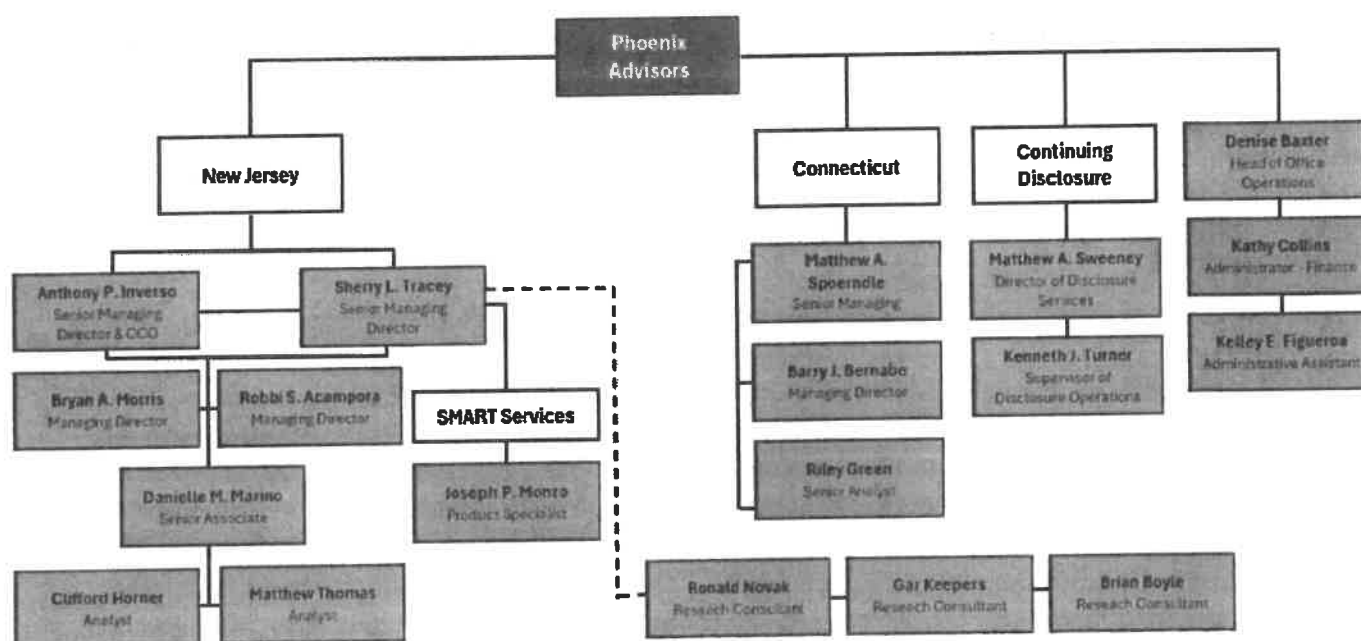 Phoenix
Advisors
New Jersey
Connecticut
Continuing
Disclosure
Denise Baxter
Head of Office
Operations
Anthony P. Inverso
Senior Managing
Director & CCO
Sherry L. Tracey
Senior Managing
Director
Matthew A.
Spoerndle
Senior Managing
Matthew A. Sweeney
Director of Disclosure
Services
Kathy Collins
Administrator - Finance
Bryan A. Morris
Managing Director
Robbi S. Acampora
Managing Director
SMART Services
Barry J. Bernabe
Managing Director
Kenneth J. Turner
Supervisor of
Disclosure Operations
Kelley E. Figueroa
Administrative Assistant
Danielle M. Marino
Senior Associate
Joseph P. Monzo
Product Specialist
Riley Green
Senior Analyst
Clifford Horner
Analyst
Matthew Thomas
Analyst
Ronald Novak
Reseach Consultant
Gar Keepers
Reseach Consultant
Brian Boyle
Reseach Consultant